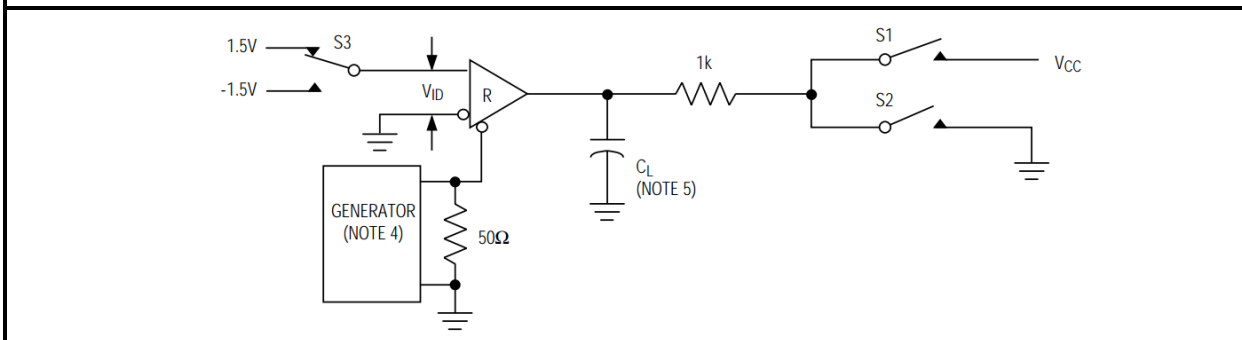 1.5V
S3
-1.5V
VID
R
GENERATOR
(NOTE 4)
50Ω
CL
(NOTE 5)
1k
S1
VCC
S2